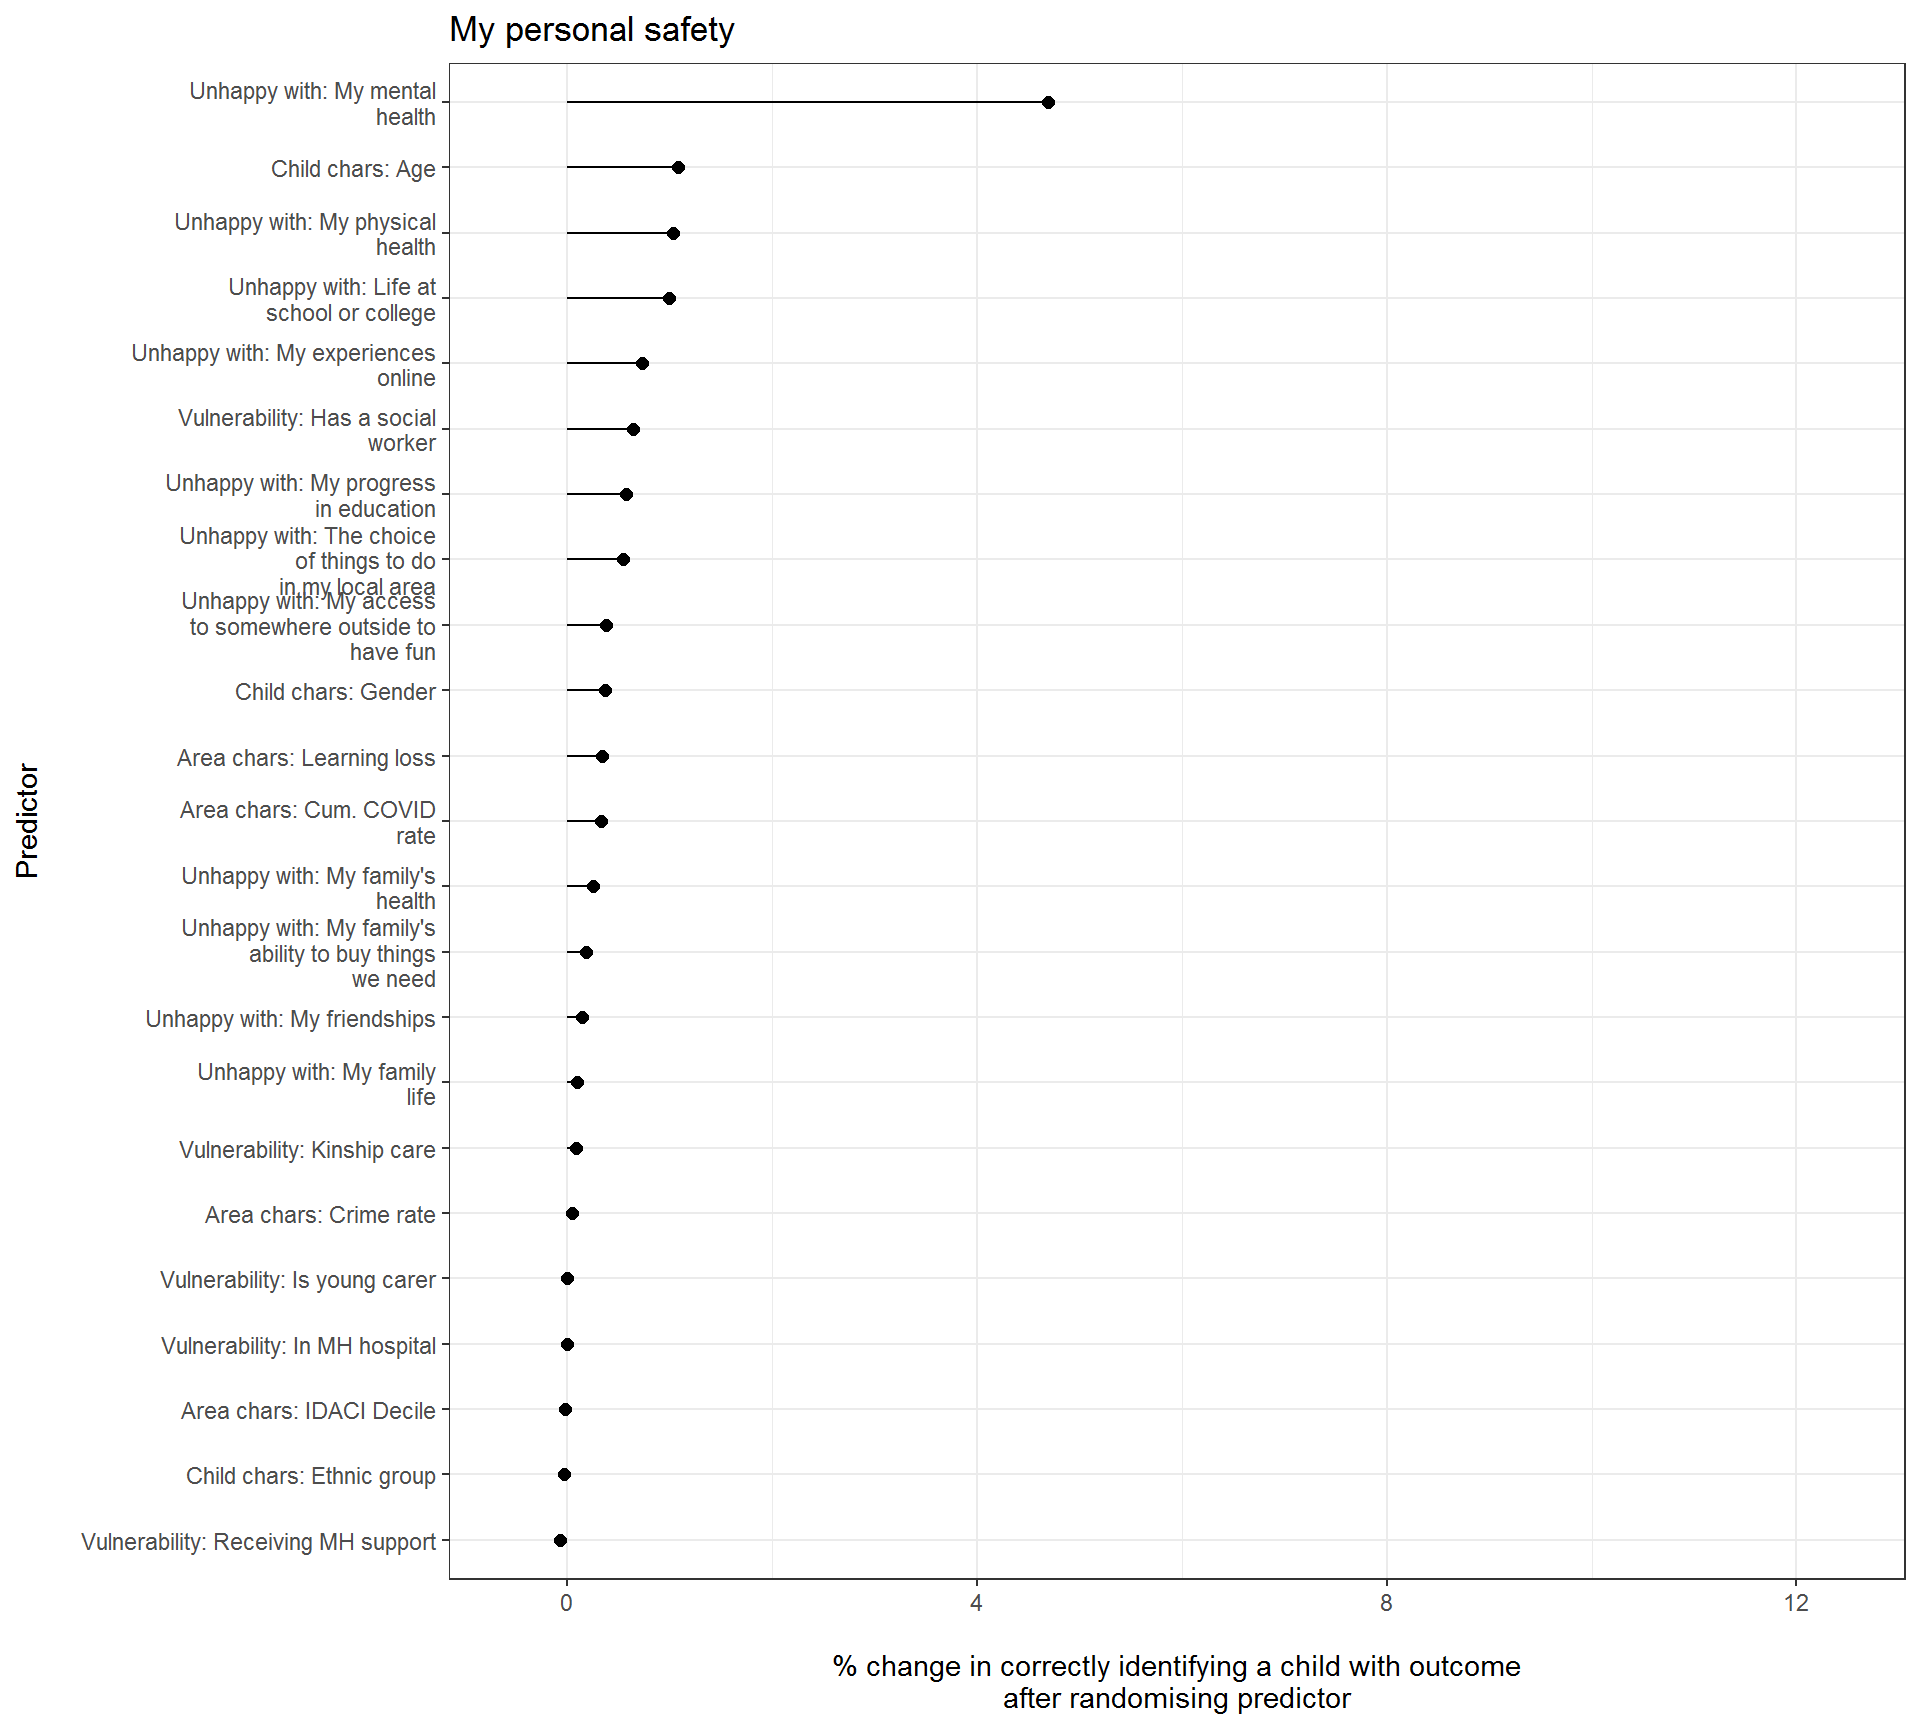 My personal safety
Unhappy with: My mental
health
Child chars: Age
Unhappy with: My physical
health
Unhappy with: Life at
school or college
Unhappy with: My experiences
online
Vulnerability: Has a social
worker
Unhappy with: My progress
in education
Unhappy with: The choice
of things to do
in my local area
Unhappy with: My access
to somewhere outside to
have fun
Child chars: Gender
Area chars: Learning loss
Area chars: Cum. COVID
rate
Unhappy with: My family's
health
Unhappy with: My family's
ability to buy things
we need
Unhappy with: My friendships
Unhappy with: My family
life
Vulnerability: Kinship care
Area chars: Crime rate
Vulnerability: Is young carer
Vulnerability: In MH hospital
Area chars: IDACI Decile
Child chars: Ethnic group
Vulnerability: Receiving MH support
Predictor
0 4 8 12
% change in correctly identifying a child with outcome
after randomising predictor